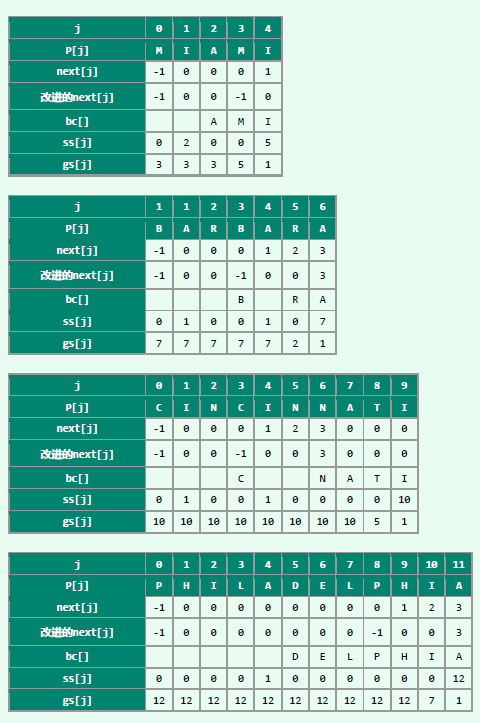 j 0 1 2 3 4
P[j] M I A M I
next[j] -1 0 0 0 1
改进的next[j] -1 0 0 -1 0
bc[] A M I
ss[j] 0 2 0 0 5
gs[j] 3 3 3 5 1
j 1 1 2 3 4 5 6
P[j] B A R B A R A
next[j] -1 0 0 0 1 2 3
改进的next[j] -1 0 0 -1 0 0 3
bc[] B R A
ss[j] 0 1 0 0 1 0 7
gs[j] 7 7 7 7 7 2 1
j 0 1 2 3 4 5 6 7 8 9
P[j] C I N C I N N A T I
next[j] -1 0 0 0 1 2 3 0 0 0
改进的next[j] -1 0 0 -1 0 0 3 0 0 0
bc[] C N A T I
ss[j] 0 1 0 0 1 0 0 0 0 10
gs[j] 10 10 10 10 10 10 10 10 5 1
j 0 1 2 3 4 5 6 7 8 9 10 11
P[j] P H I L A D E L P H I A
next[j] -1 0 0 0 0 0 0 0 0 1 2 3
改进的next[j] -1 0 0 0 0 0 0 0 -1 0 0 3
bc[] D E L P H I A
ss[j] 0 0 0 0 1 0 0 0 0 0 0 12
gs[j] 12 12 12 12 12 12 12 12 12 12 7 1